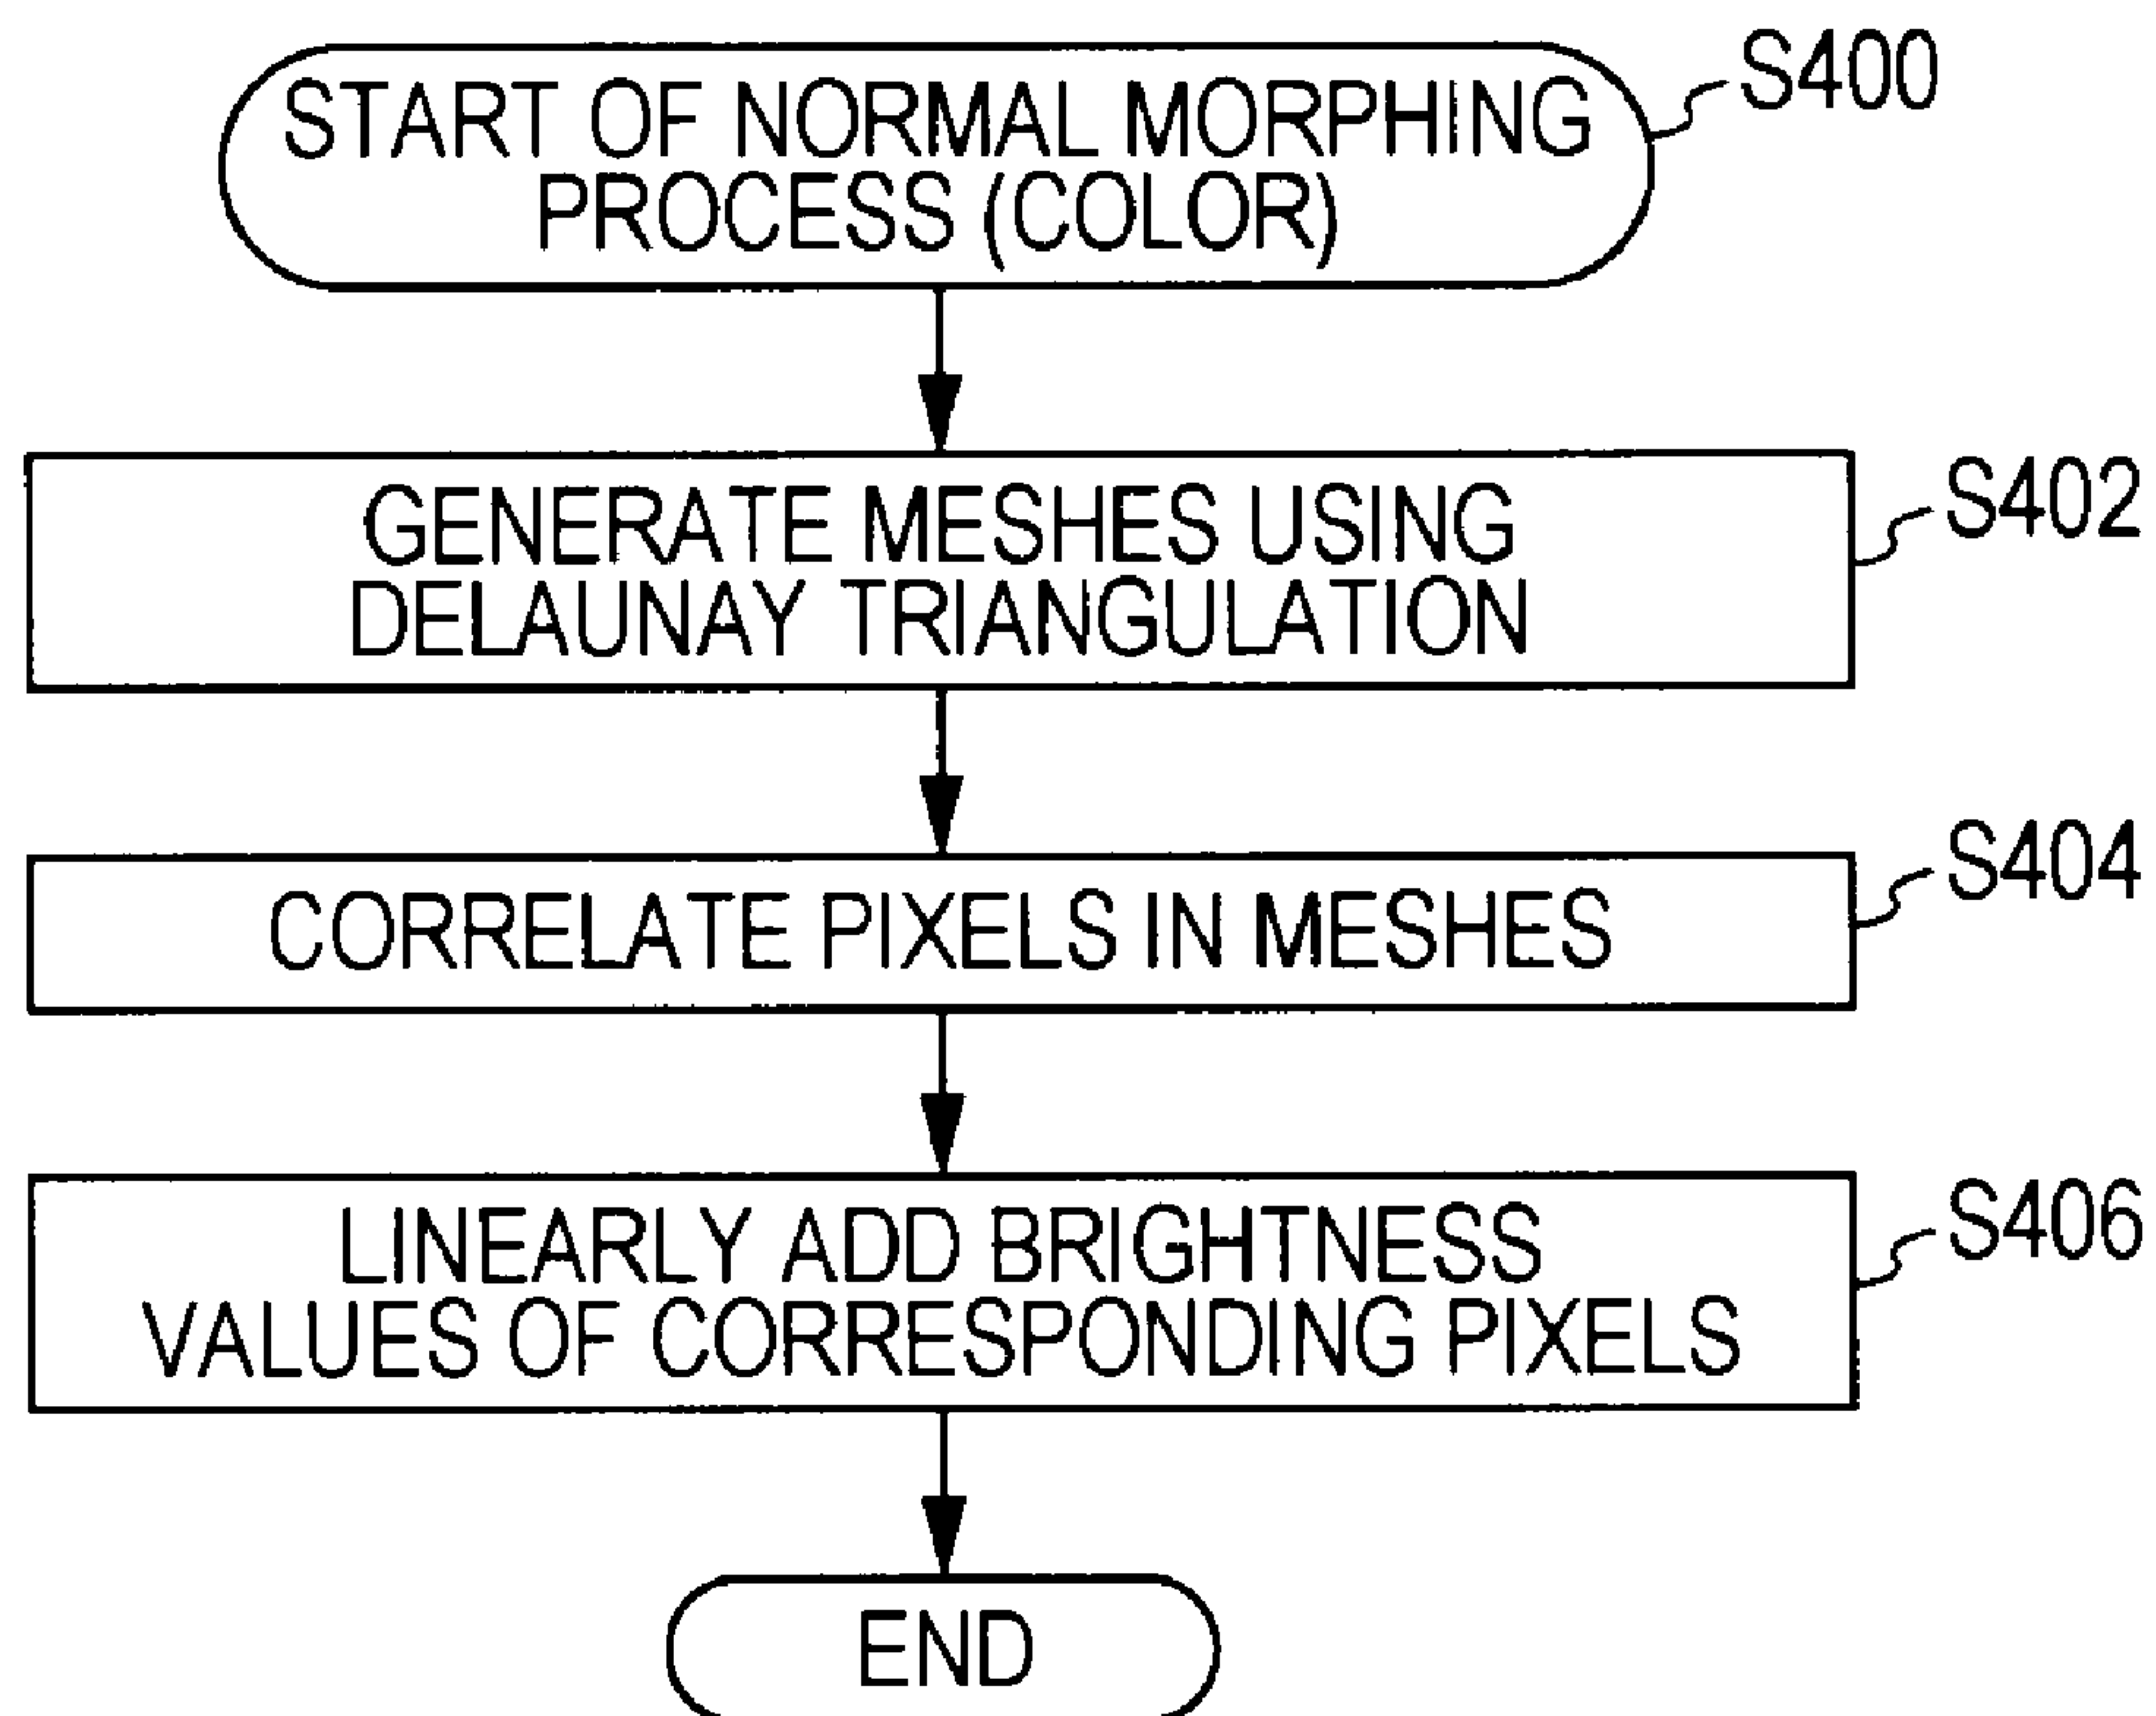 START OF NORMAL MORPHING
PROCESS (COLOR)
S400
GENERATE MESHES USING
DELAUNAY TRIANGULATION
S402
CORRELATE PIXELS IN MESHES
S404
LINEARLY ADD BRIGHTNESS
VALUES OF CORRESPONDING PIXELS
S406
END